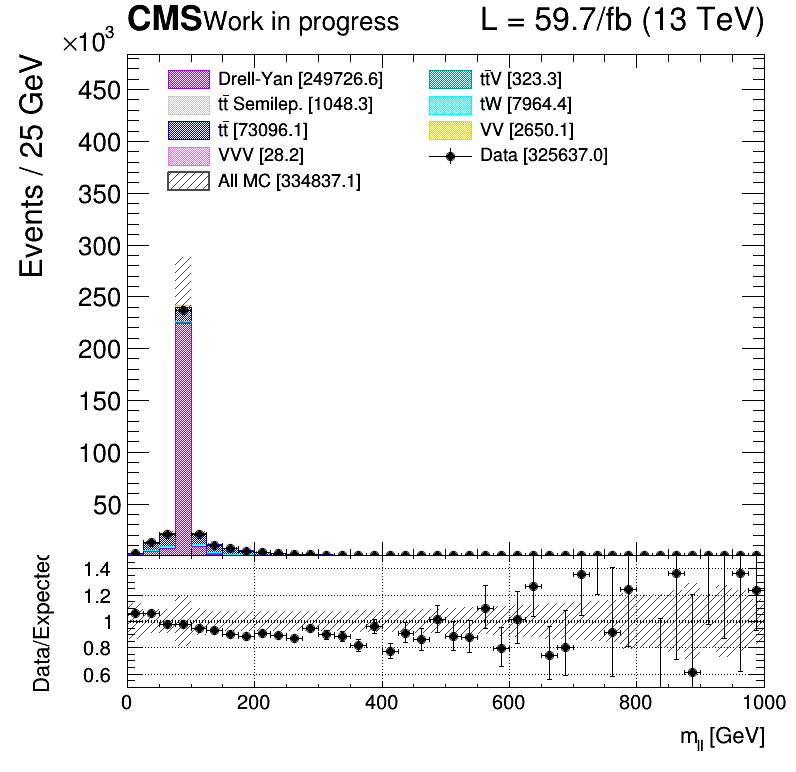 CMS Work in progress L = 59.7/fb (13 TeV)
×10³
Events / 25 GeV
Drell-Yan [249726.6]
tt̄ Semilep. [1048.3]
tt̄ [73096.1]
VVV [28.2]
All MC [334837.1]
tt̄V [323.3]
tW [7964.4]
VV [2650.1]
Data [325637.0]
450
400
350
300
250
200
150
100
50
Data/Expected
1.4
1.2
1
0.8
0.6
0 200 400 600 800 1000
m_ll [GeV]